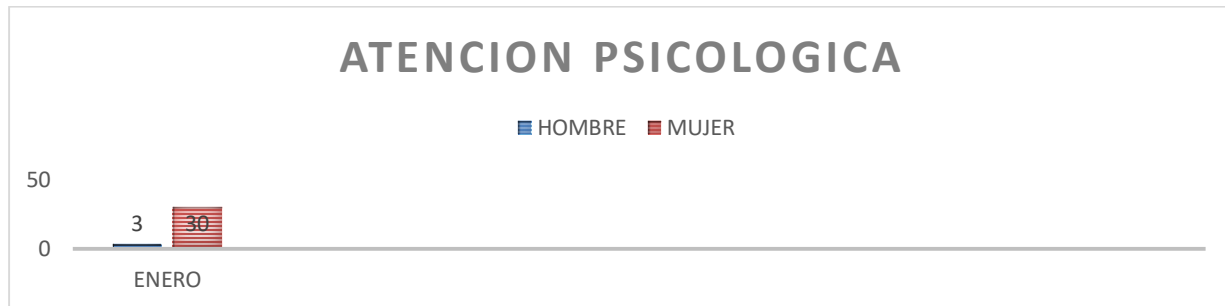 ATENCION PSICOLOGICA
HOMBRE MUJER
50
3 30
0
ENERO